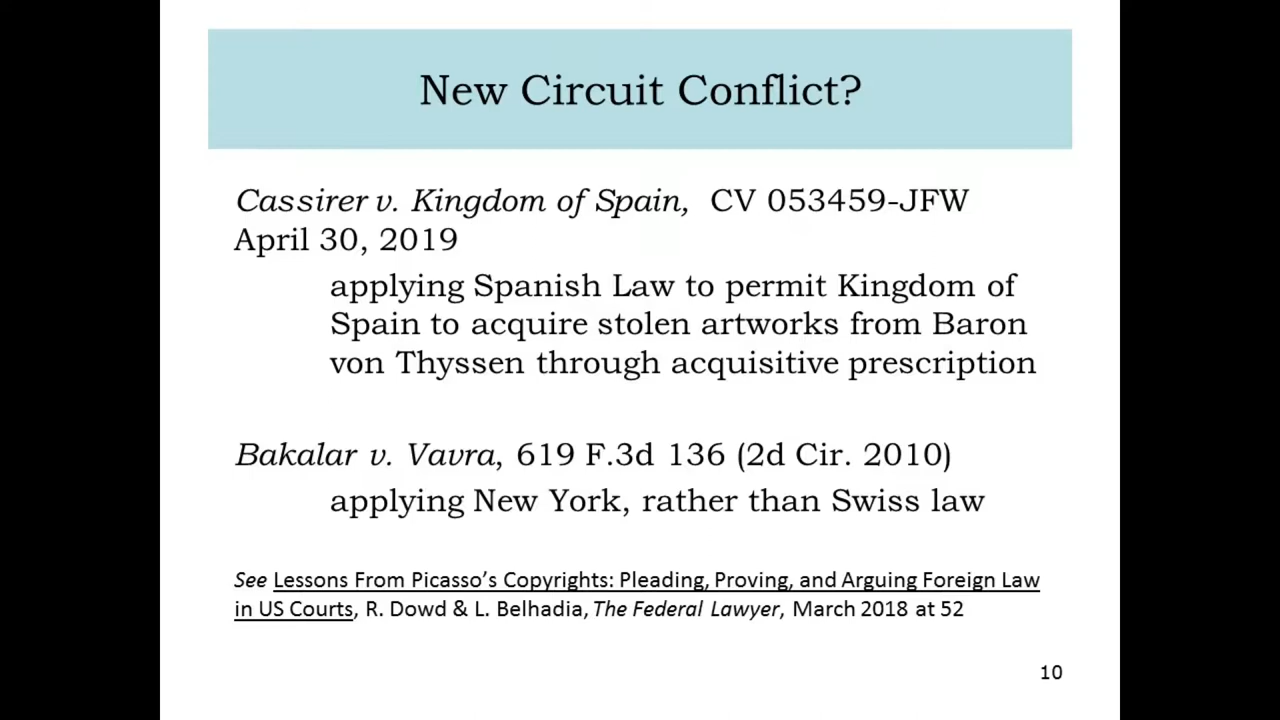 New Circuit Conflict?
Cassirer v. Kingdom of Spain, CV 053459-JFW
April 30, 2019
applying Spanish Law to permit Kingdom of
Spain to acquire stolen artworks from Baron
von Thyssen through acquisitive prescription
Bakalar v. Vavra, 619 F.3d 136 (2d Cir. 2010)
applying New York, rather than Swiss law
See Lessons From Picasso’s Copyrights: Pleading, Proving, and Arguing Foreign Law
in US Courts, R. Dowd & L. Belhadia, The Federal Lawyer, March 2018 at 52
10